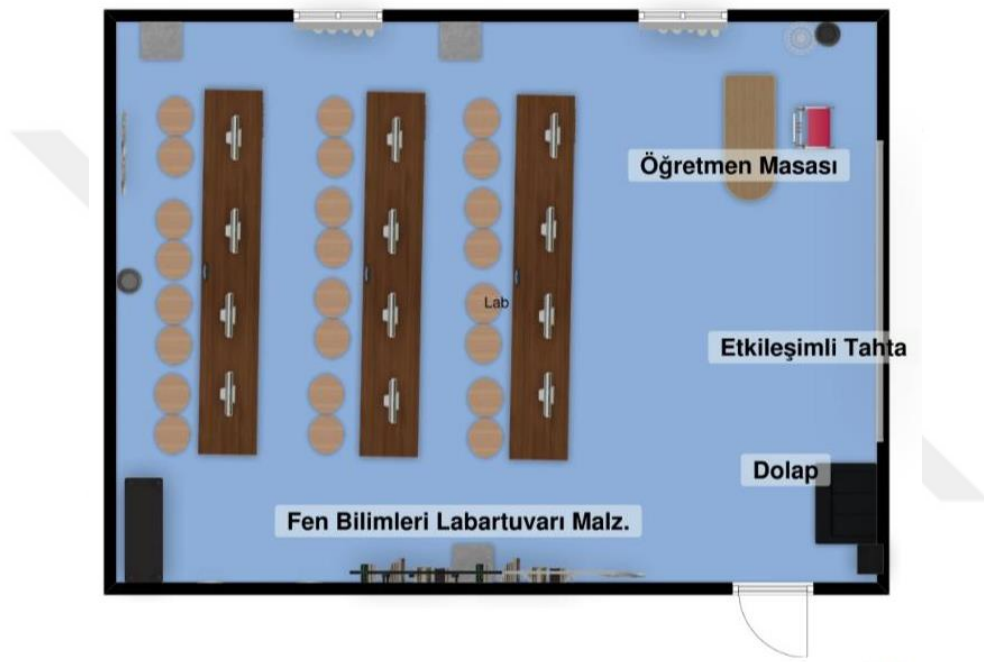 Öğretmen Masası
Lab
Etkileşimli Tahta
Dolap
Fen Bilimleri Labartuvarı Malz.